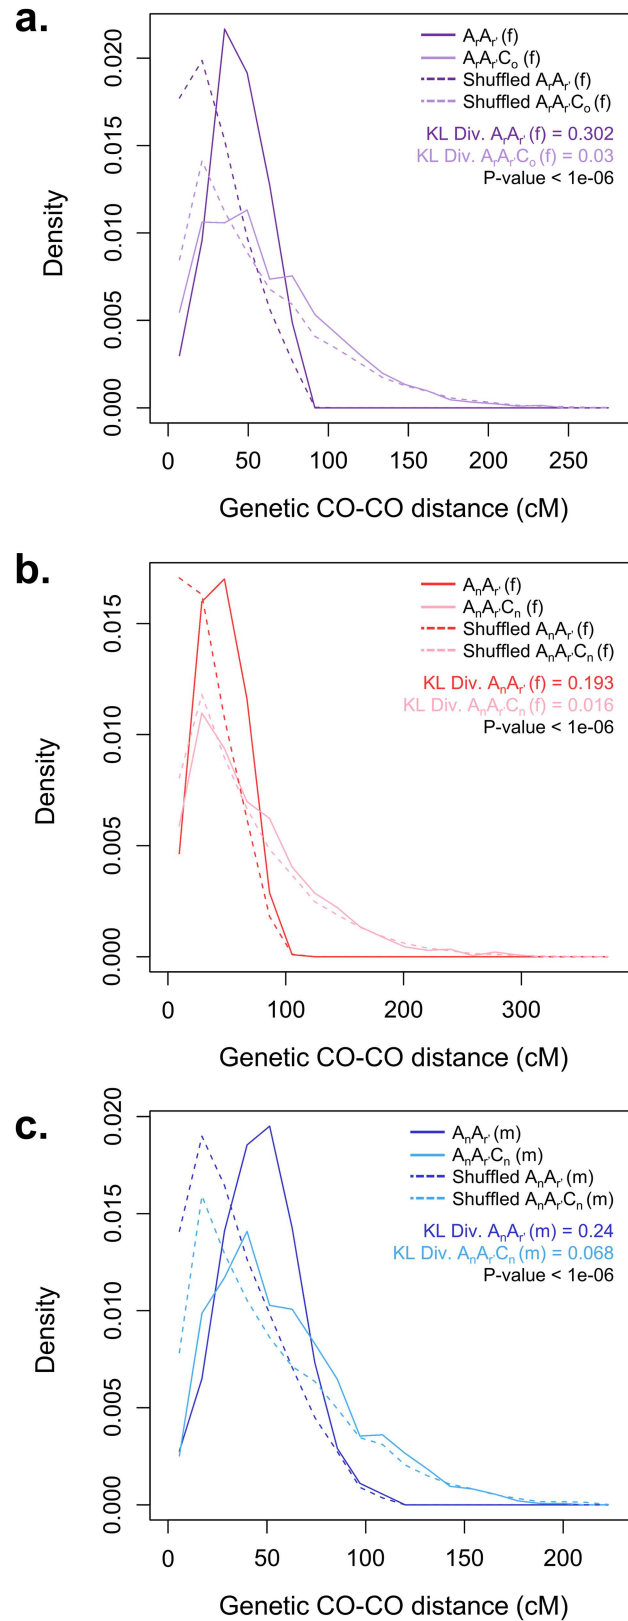 a.
0.020
0.015
0.010
0.005
0.000
Density
AᵣAᵣ' (f)
AᵣAᵣ'Cₒ (f)
Shuffled AᵣAᵣ' (f)
Shuffled AᵣAᵣ'Cₒ (f)
KL Div. AᵣAᵣ' (f) = 0.302
KL Div. AᵣAᵣ'Cₒ (f) = 0.03
P-value < 1e-06
0 50 100 150 200 250
Genetic CO-CO distance (cM)
b.
0.015
0.010
0.005
0.000
Density
AₙAᵣ' (f)
AₙAᵣ'Cₙ (f)
Shuffled AₙAᵣ' (f)
Shuffled AₙAᵣ'Cₙ (f)
KL Div. AₙAᵣ' (f) = 0.193
KL Div. AₙAᵣ'Cₙ (f) = 0.016
P-value < 1e-06
0 100 200 300
Genetic CO-CO distance (cM)
c.
0.020
0.015
0.010
0.005
0.000
Density
AₙAᵣ' (m)
AₙAᵣ'Cₙ (m)
Shuffled AₙAᵣ' (m)
Shuffled AₙAᵣ'Cₙ (m)
KL Div. AₙAᵣ' (m) = 0.24
KL Div. AₙAᵣ'Cₙ (m) = 0.068
P-value < 1e-06
0 50 100 150 200
Genetic CO-CO distance (cM)